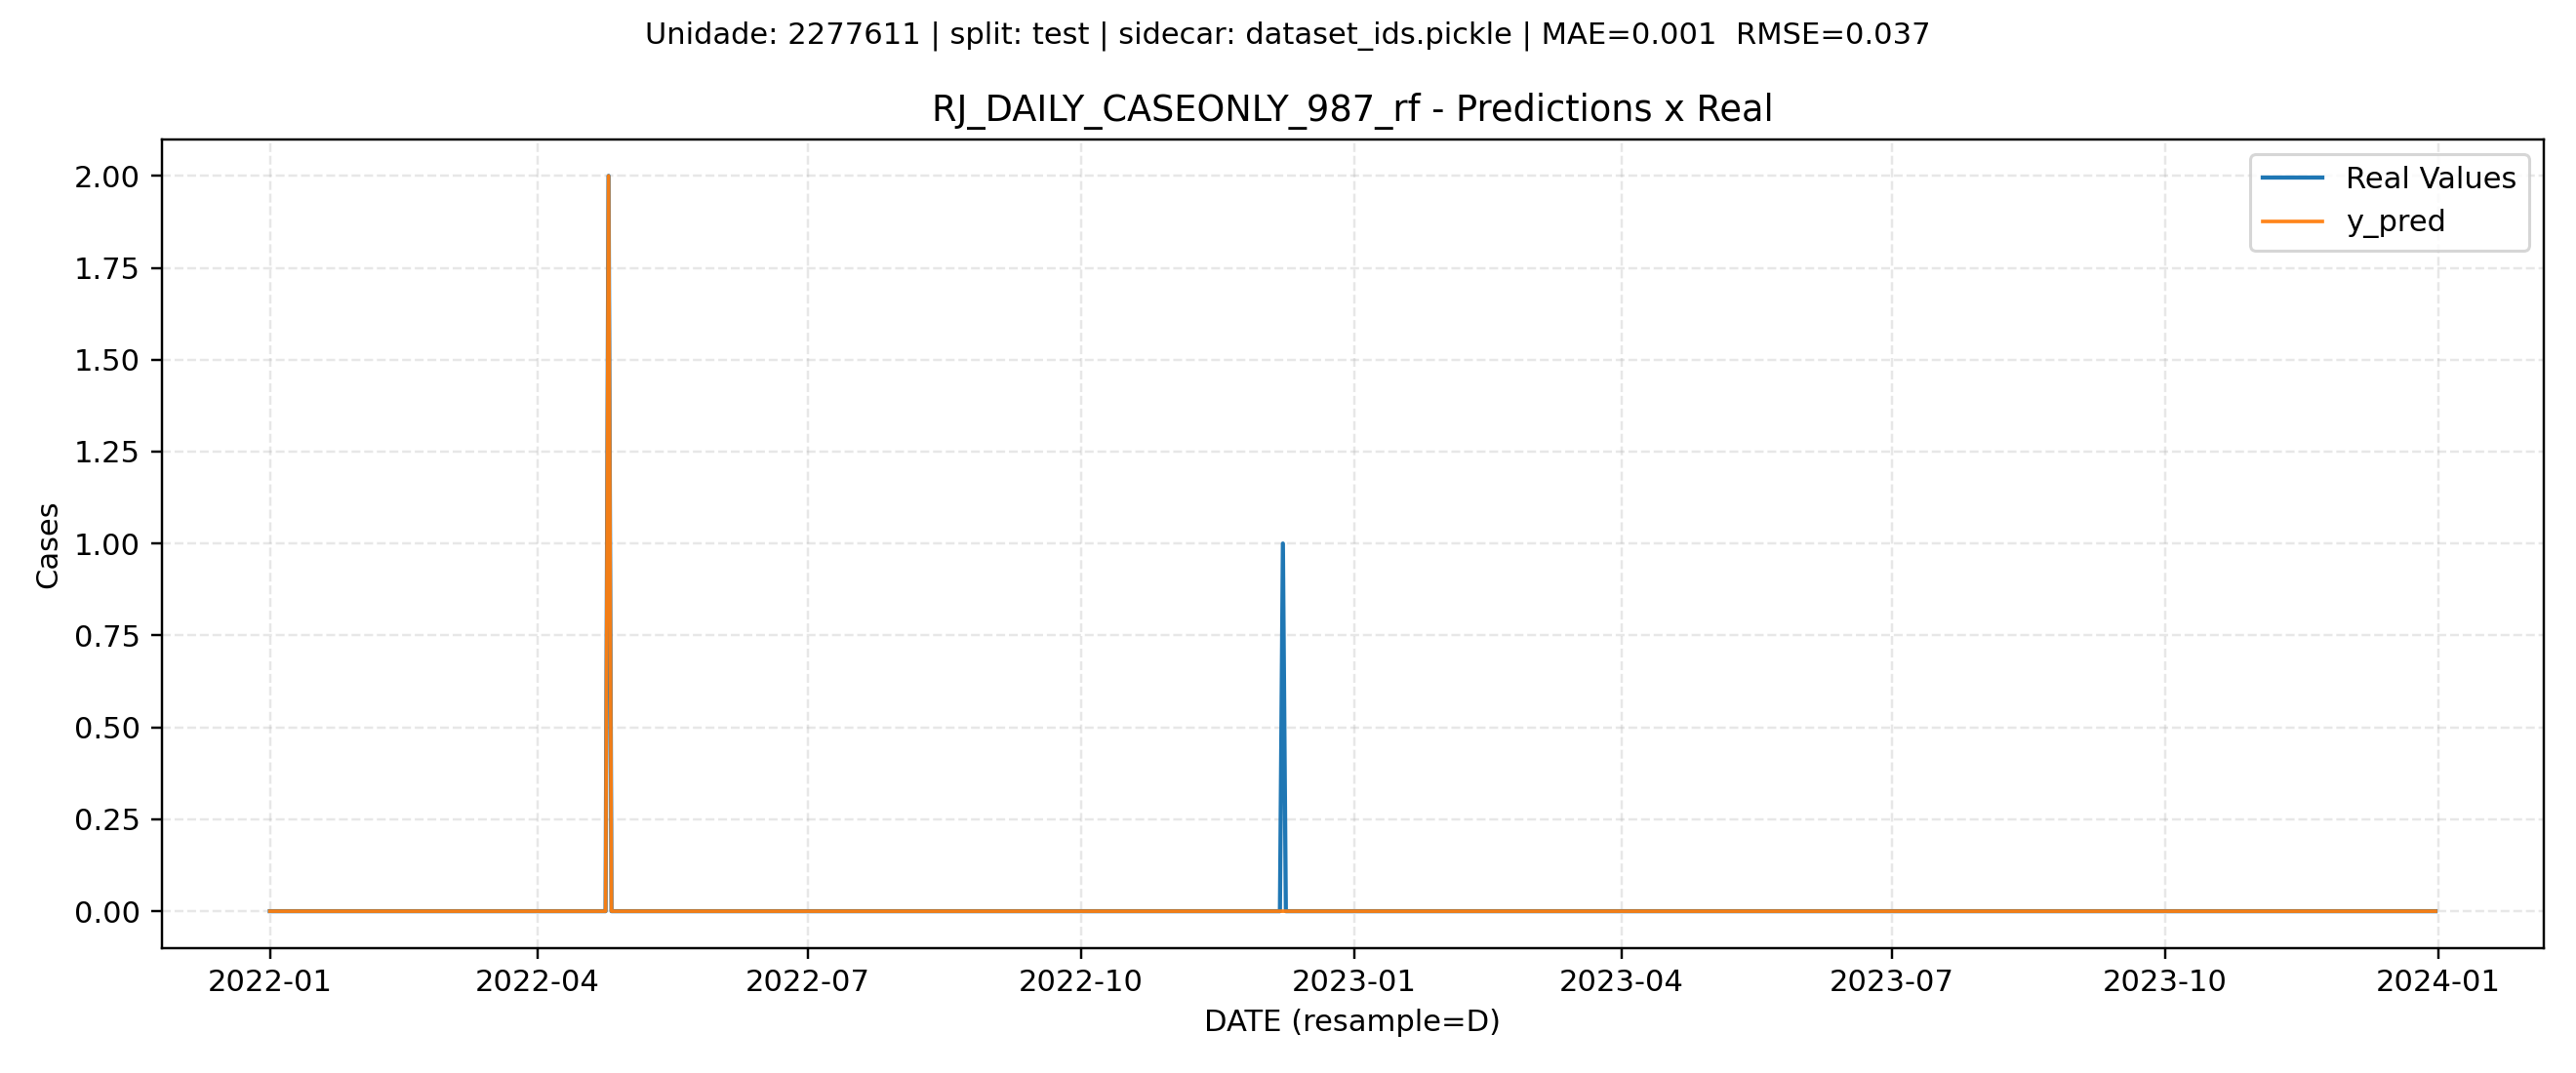 Unidade: 2277611 | split: test | sidecar: dataset_ids.pickle | MAE=0.001  RMSE=0.037
RJ_DAILY_CASEONLY_987_rf - Predictions x Real
Real Values
y_pred
Cases
2.00
1.75
1.50
1.25
1.00
0.75
0.50
0.25
0.00
2022-01 2022-04 2022-07 2022-10 2023-01 2023-04 2023-07 2023-10 2024-01
DATE (resample=D)